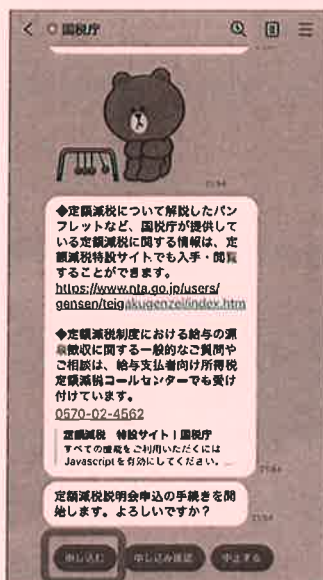 国税庁
21:54
◆定額減税について解説したパン
フレットなど、国税庁が提供して
いる定額減税に関する情報は、定
額減税特設サイトでも入手・閲覧
することができます。
https://www.nta.go.jp/users/
gensen/teigakugenzei/index.htm
◆定額減税制度における給与の源
泉徴収に関する一般的なご質問や
ご相談は、給与支払者向け所得税
定額減税コールセンターでも受け
付けています。
0570-02-4562
定額減税 特設サイト|国税庁
すべての機能をご利用いただくには
Javascriptを有効にしてください。...
21:54
定額減税説明会申込の手続きを開
始します。よろしいですか?
21:54
申し込む
申し込み確認
中止する